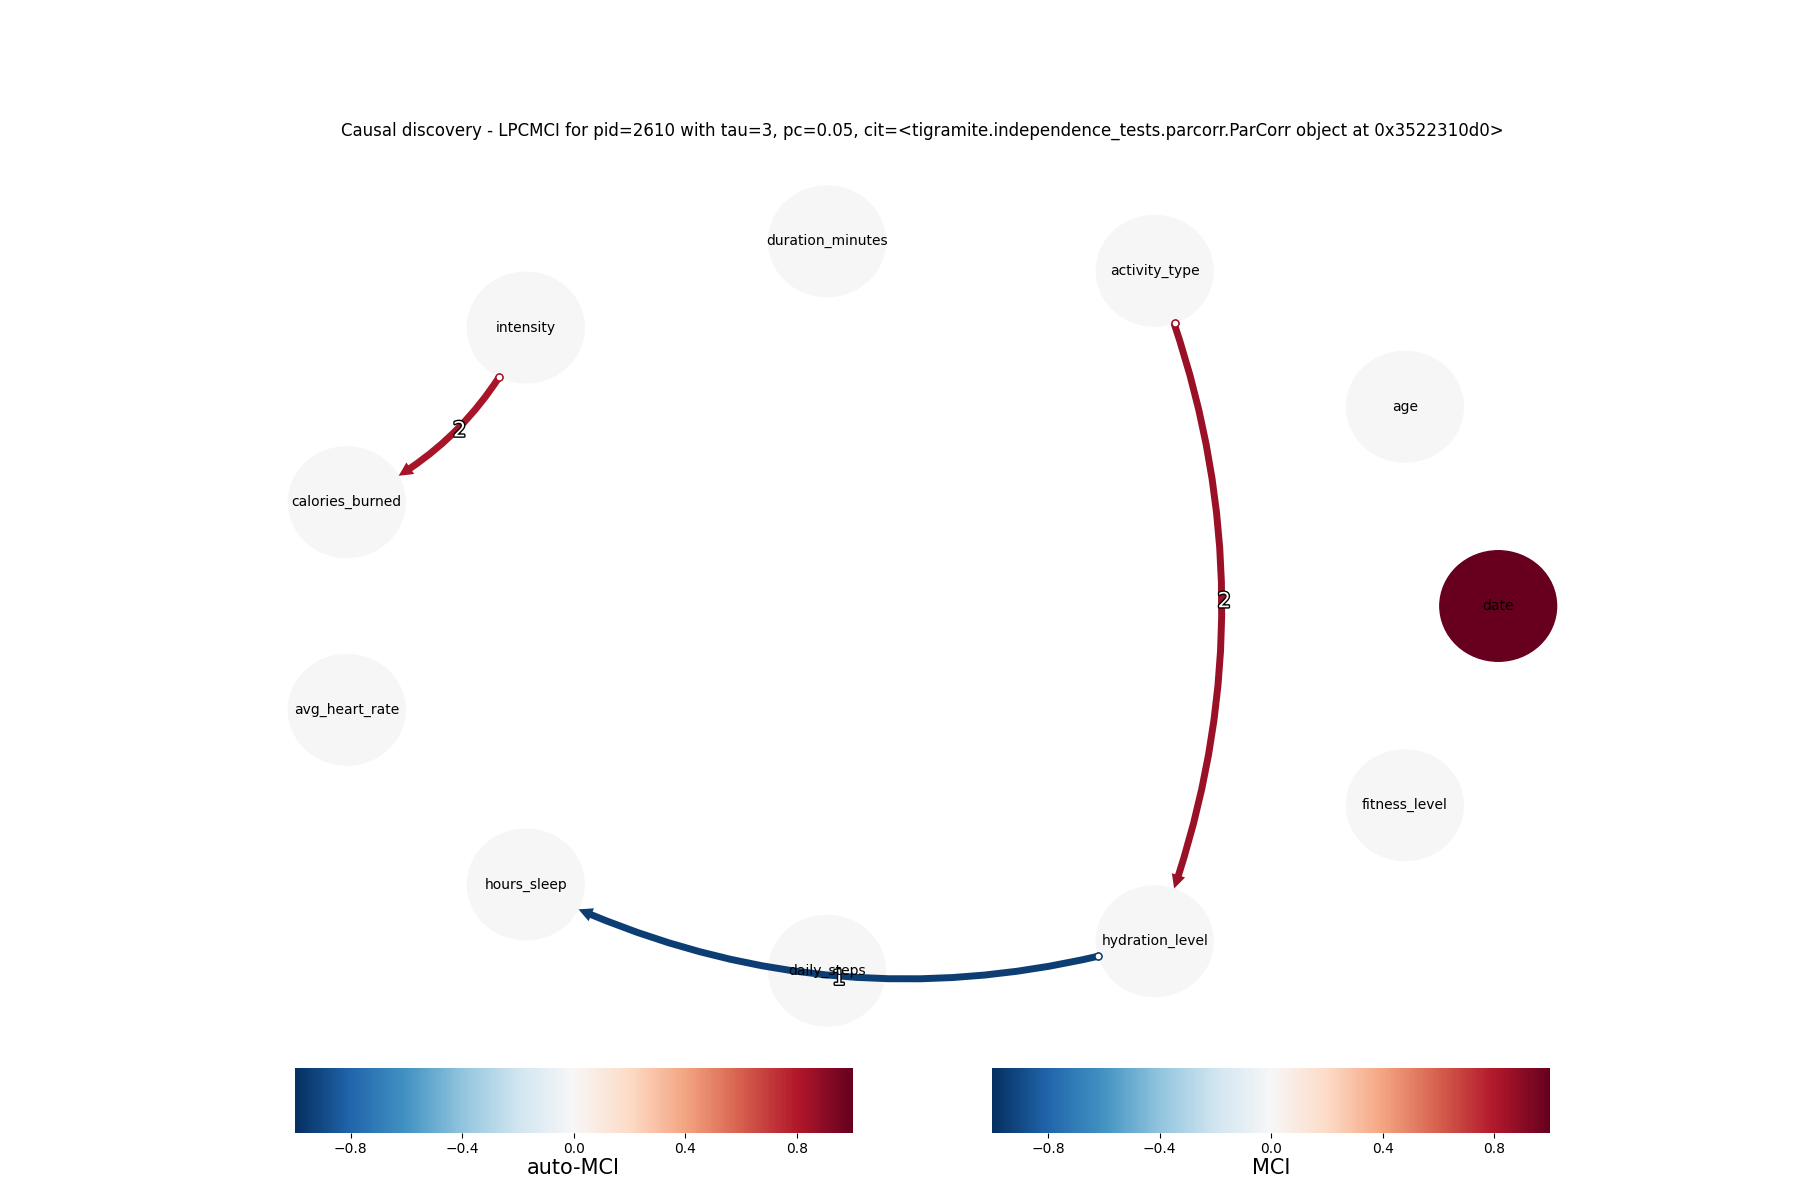 Causal discovery - LPCMCI for pid=2610 with tau=3, pc=0.05, cit=<tigramite.independence_tests.parcorr.ParCorr object at 0x3522310d0>
duration_minutes
activity_type
intensity
age
2
calories_burned
2
date
avg_heart_rate
fitness_level
hours_sleep
hydration_level
daily_steps
1
−0.8 −0.4 0.0 0.4 0.8
auto-MCI
−0.8 −0.4 0.0 0.4 0.8
MCI